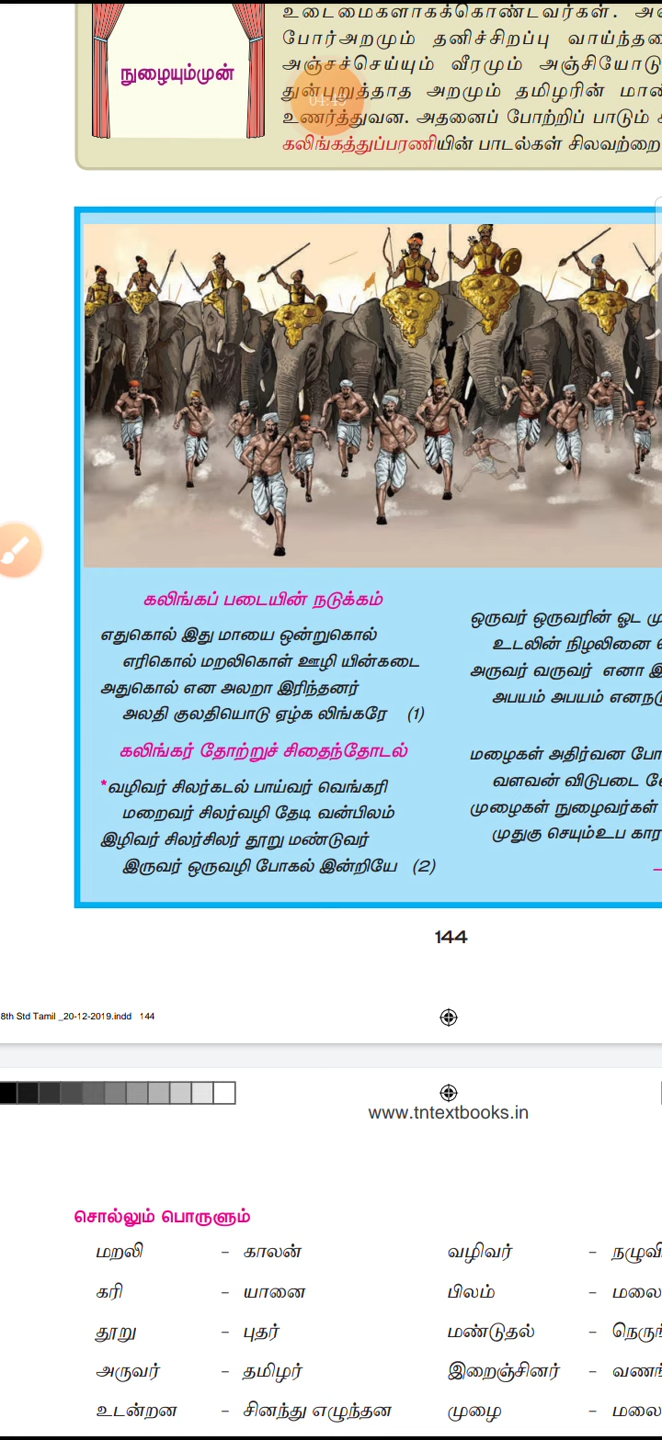 நுழையும்முன்
உடைமைகளாகக்கொண்டவர்கள்.
போர்அறமும் தனிச்சிறப்பு
அஞ்சச்செய்யும் வீரமும் அஞ்சியோடு
துன்புறுத்தாத அறமும் தமிழரின்
உணர்த்துவன. அதனைப் போற்றிப் பாடும்
கலிங்கத்துப்பரணியின் பாடல்கள் சிலவற்றை
04:49
கலிங்கப் படையின் நடுக்கம்
எதுகொல் இது மாயை ஒன்றுகொல்
எரிகொல் மறலிகொள் ஊழி யின்கடை
அதுகொல் என அலறா இரிந்தனர்
அலதி குலதியொடு ஏழ்க லிங்கரே (1)
கலிங்கர் தோற்றுச் சிதைந்தோடல்
*வழிவர் சிலர்கடல் பாய்வர் வெங்கரி
மறைவர் சிலர்வழி தேடி வன்பிலம்
இழிவர் சிலர்சிலர் தூறு மண்டுவர்
இருவர் ஒருவழி போகல் இன்றியே (2)
ஒருவர் ஒருவரின் ஓட
உடலின் நிழலினை
அருவர் வருவர் எனா
அபயம் அபயம்
மழைகள் அதிர்வன
வளவன் விடுபடை
முழைகள் நுழைவர்கள்
முதுகு செயும்உப
144
8th Std Tamil _20-12-2019.indd 144
www.tntextbooks.in
சொல்லும் பொருளும்
மறலி – காலன் வழிவர் –
கரி – யானை பிலம் – மலை
தூறு – புதர் மண்டுதல் –
அருவர் – தமிழர் இறைஞ்சினர் –
உடன்றன – சினந்து எழுந்தன முழை – மலை